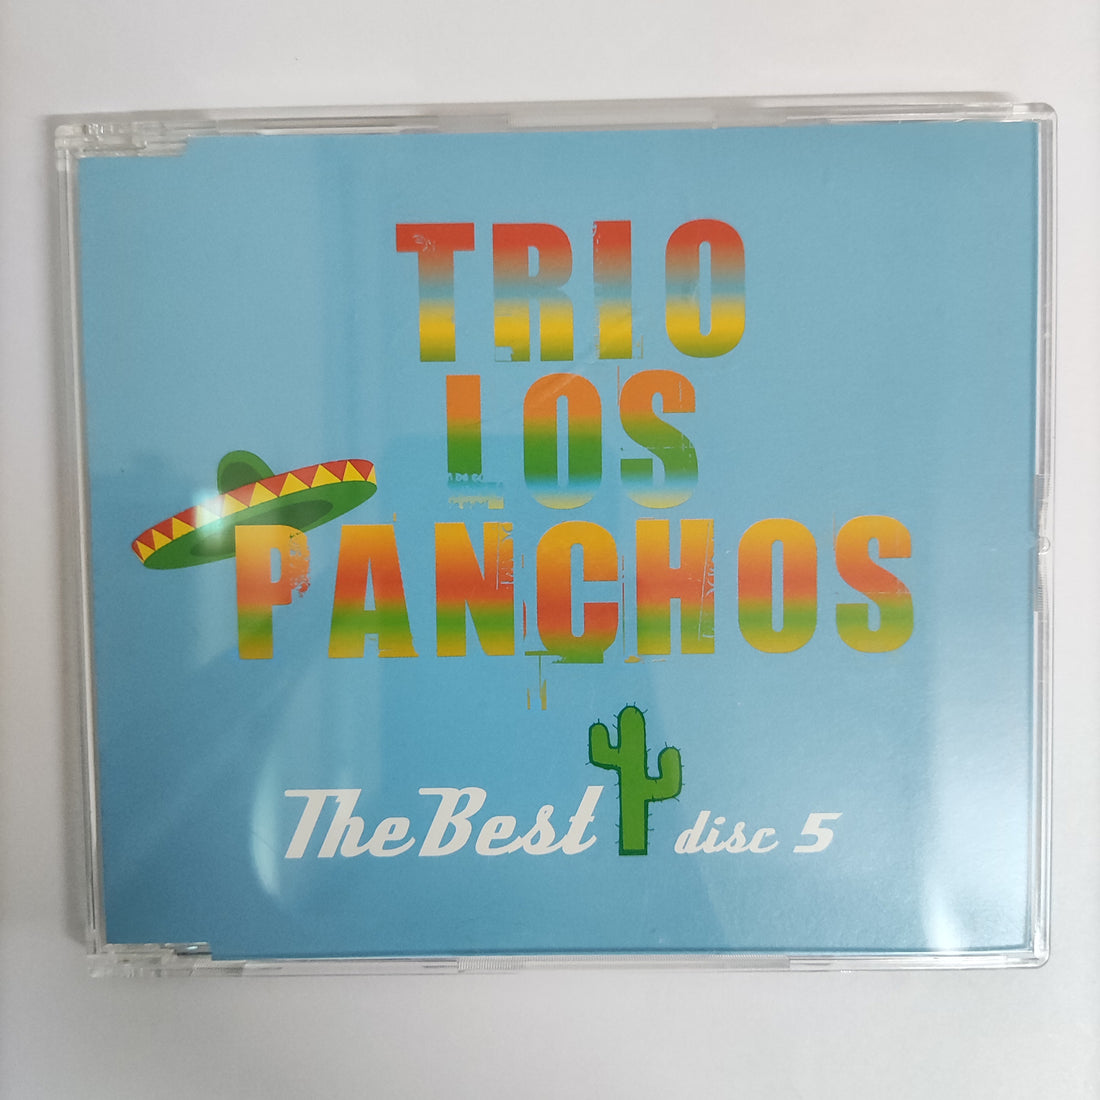 TRIO
LOS
PANCHOS
The Best disc 5